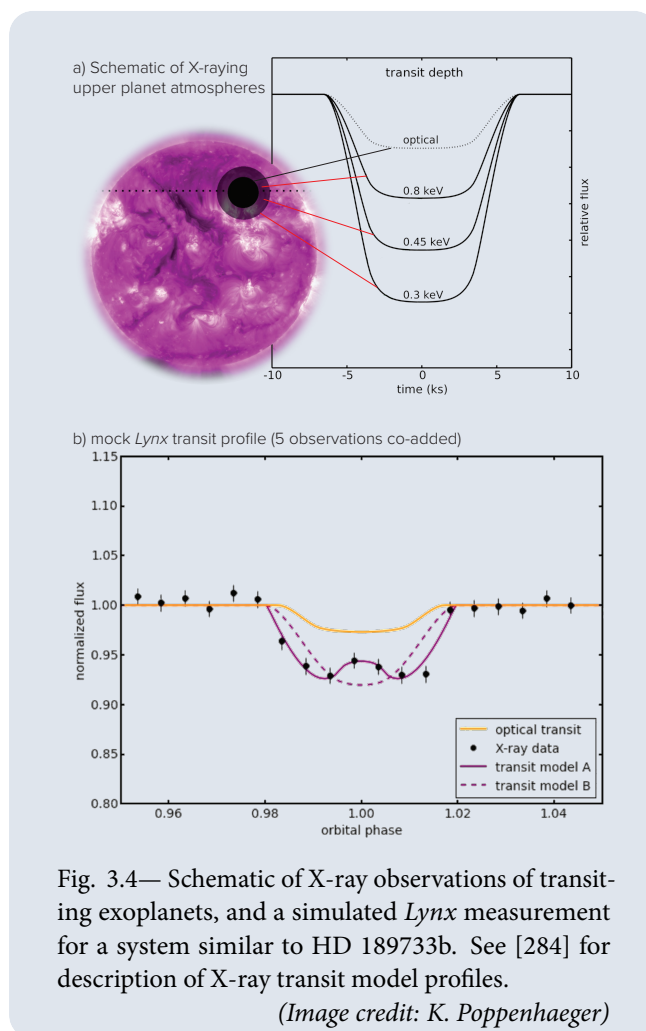 a) Schematic of X-raying
upper planet atmospheres
transit depth
optical
0.8 keV
0.45 keV
0.3 keV
relative flux
-10 -5 0 5 10
time (ks)
b) mock Lynx transit profile (5 observations co-added)
1.15
1.10
1.05
1.00
0.95
0.90
0.85
0.80
normalized flux
optical transit
X-ray data
transit model A
transit model B
0.96 0.98 1.00 1.02 1.04
orbital phase
Fig. 3.4— Schematic of X-ray observations of transit-
ing exoplanets, and a simulated Lynx measurement
for a system similar to HD 189733b. See [284] for
description of X-ray transit model profiles.
(Image credit: K. Poppenhaeger)